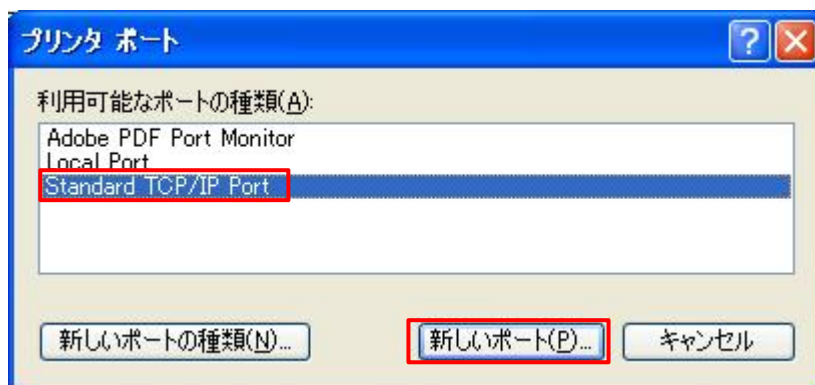 プリンタ ポート
利用可能なポートの種類(A):
Adobe PDF Port Monitor
Local Port
Standard TCP/IP Port
新しいポートの種類(N)...
新しいポート(P)...
キャンセル